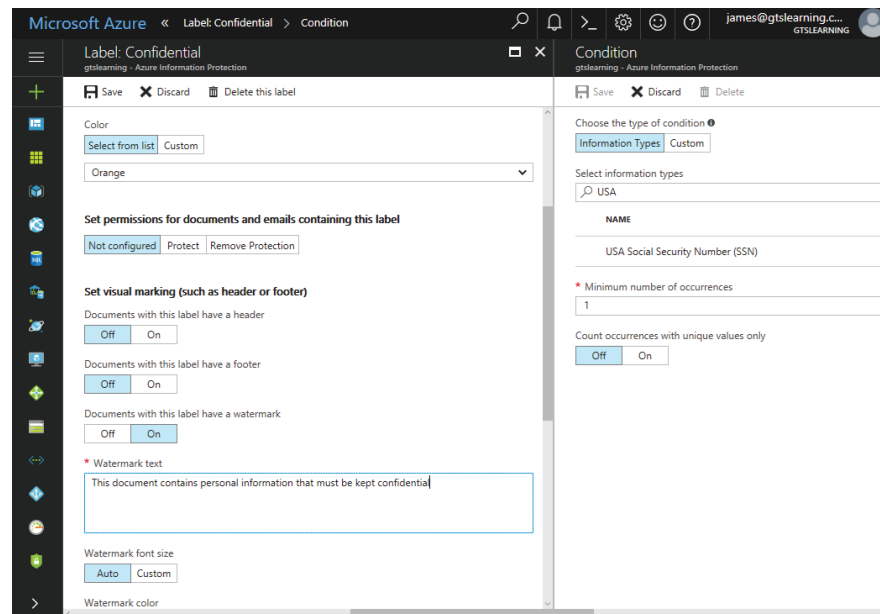 Microsoft Azure « Label: Confidential > Condition
james@gtslearning.c...
GTSLEARNING
Label: Confidential
gtslearning - Azure Information Protection
Save Discard Delete this label
Color
Select from list Custom
Orange
Set permissions for documents and emails containing this label
Not configured Protect Remove Protection
Set visual marking (such as header or footer)
Documents with this label have a header
Off On
Documents with this label have a footer
Off On
Documents with this label have a watermark
Off On
* Watermark text
This document contains personal information that must be kept confidential
Watermark font size
Auto Custom
Watermark color
Condition
gtslearning - Azure Information Protection
Save Discard Delete
Choose the type of condition
Information Types Custom
Select information types
USA
NAME
USA Social Security Number (SSN)
* Minimum number of occurrences
1
Count occurrences with unique values only
Off On